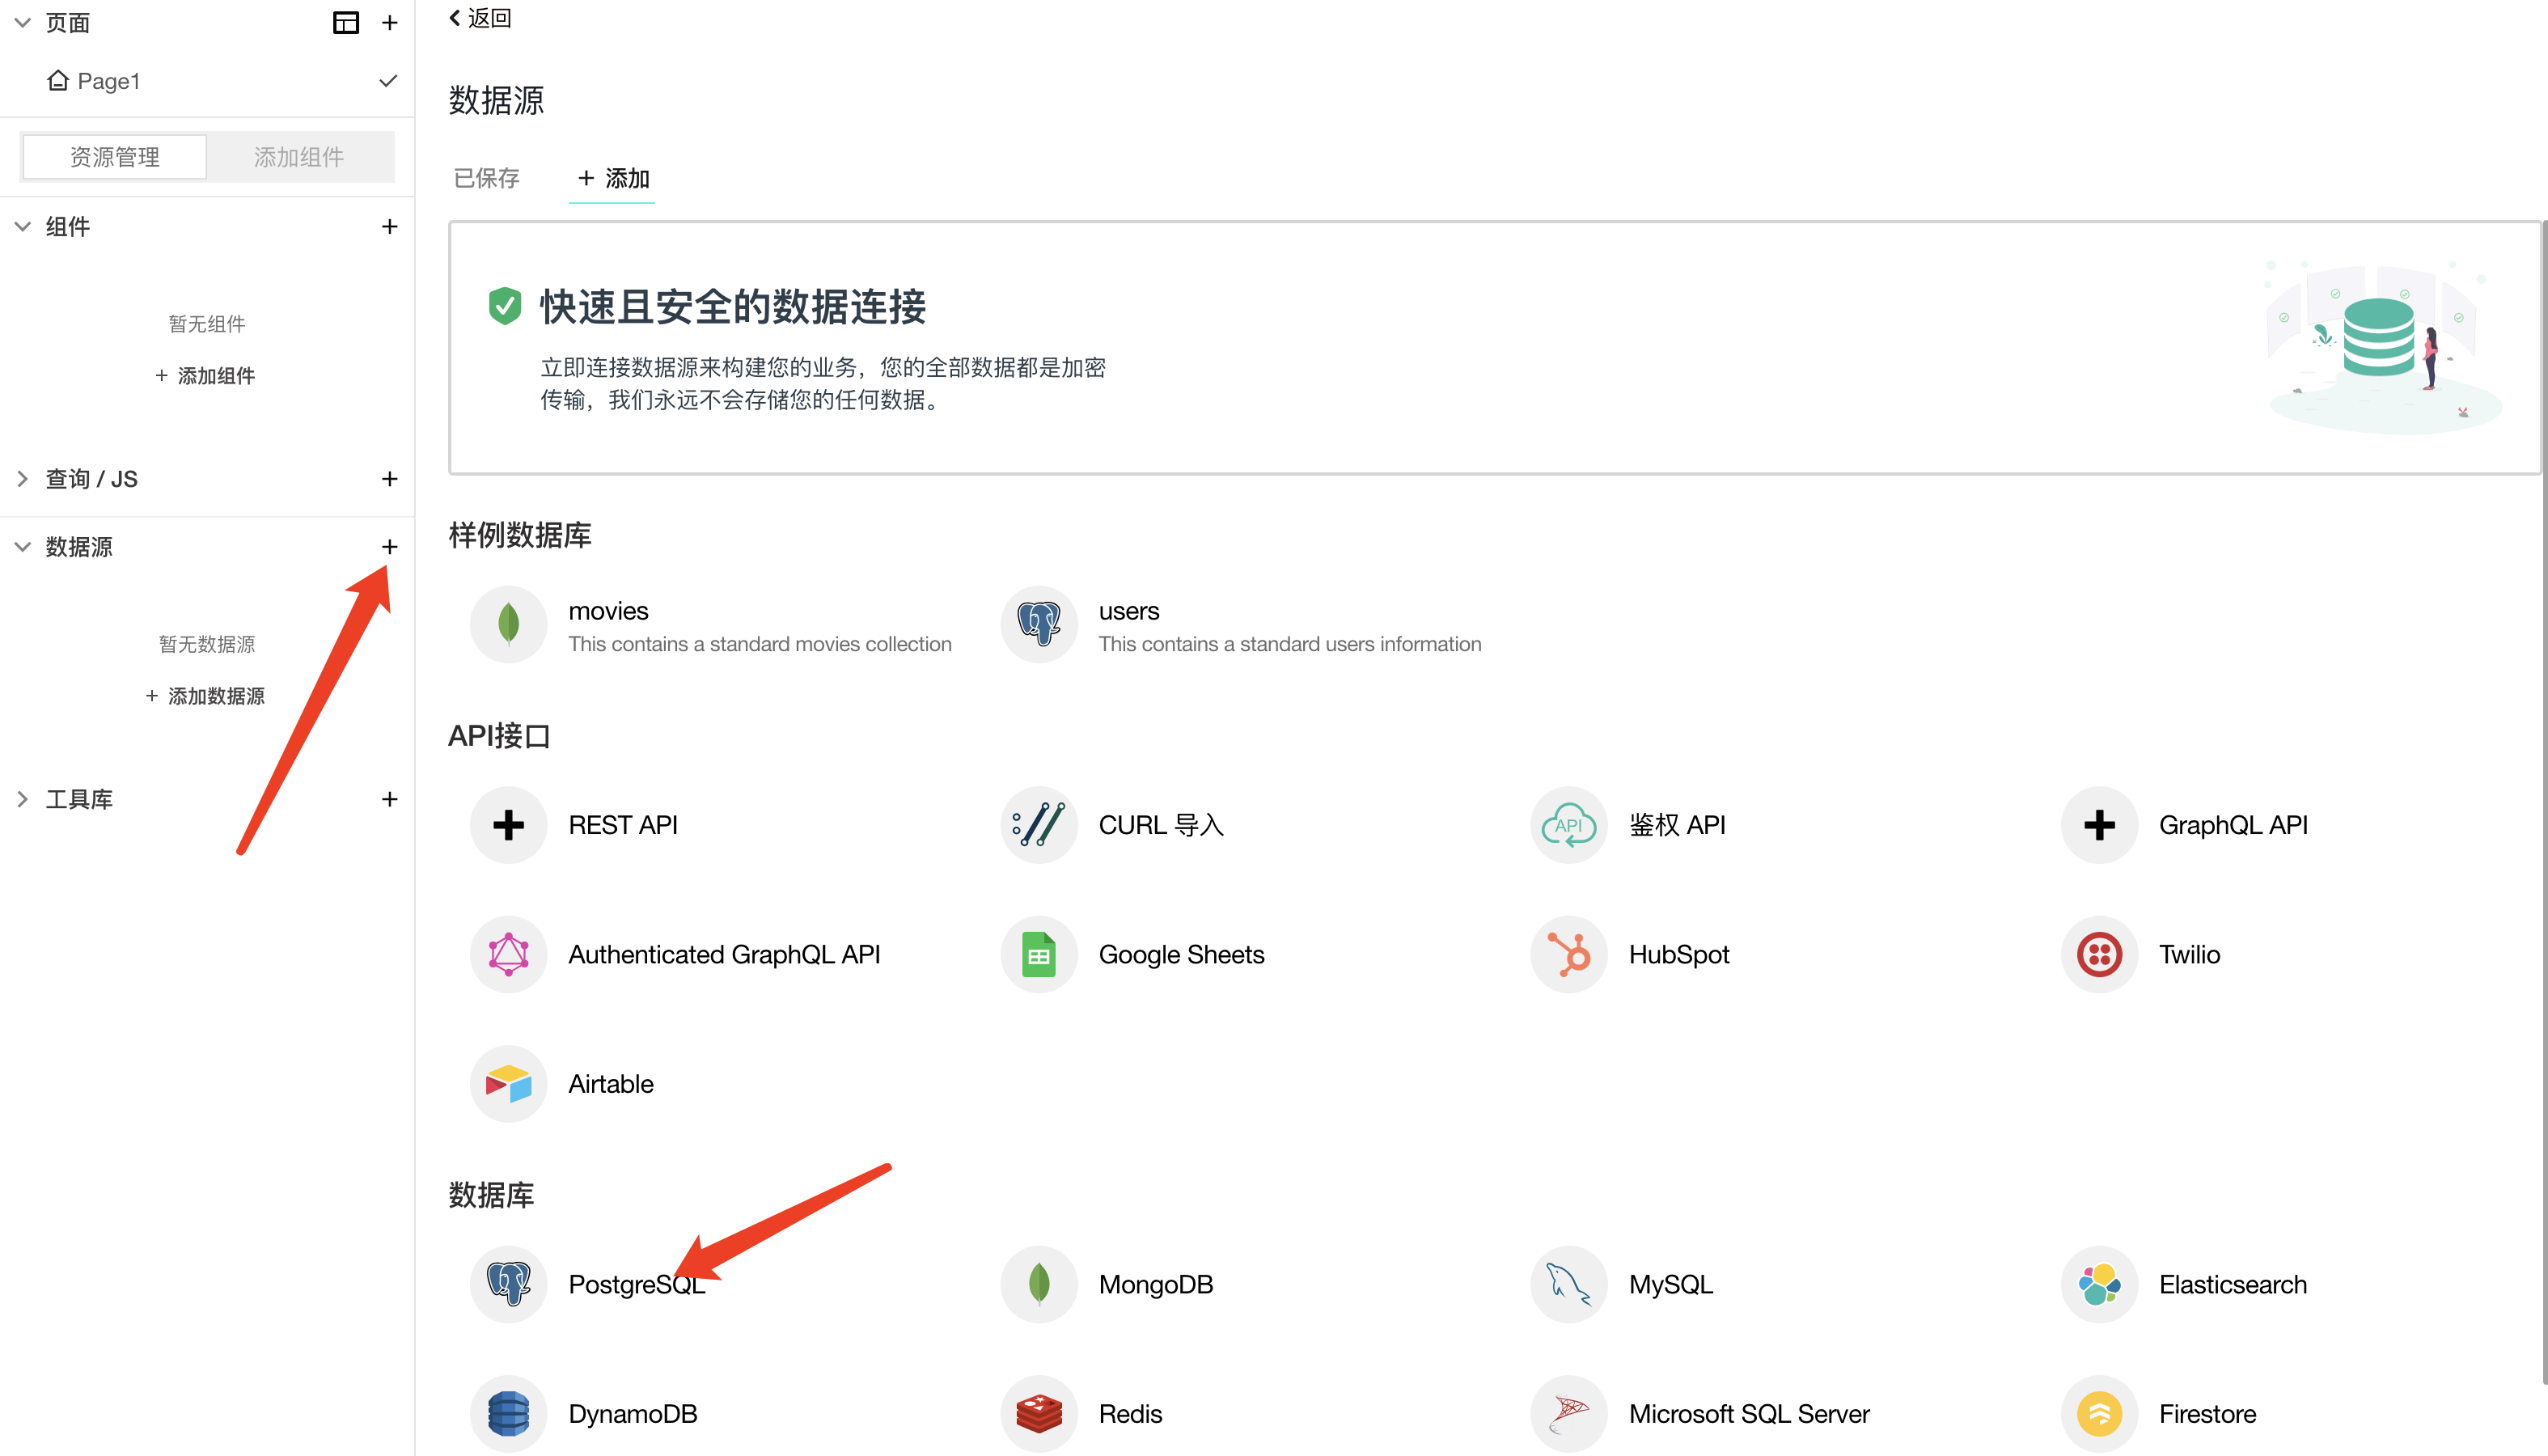 页面
Page1
资源管理
添加组件
组件
暂无组件
+ 添加组件
查询 / JS
数据源
暂无数据源
+ 添加数据源
工具库
返回
数据源
已保存
+ 添加
快速且安全的数据连接
立即连接数据源来构建您的业务，您的全部数据都是加密
传输，我们永远不会存储您的任何数据。
样例数据库
movies
This contains a standard movies collection
users
This contains a standard users information
API接口
REST API
CURL 导入
API
鉴权 API
GraphQL API
Authenticated GraphQL API
Google Sheets
HubSpot
Twilio
Airtable
数据库
PostgreSQL
MongoDB
MySQL
Elasticsearch
DynamoDB
Redis
Microsoft SQL Server
Firestore